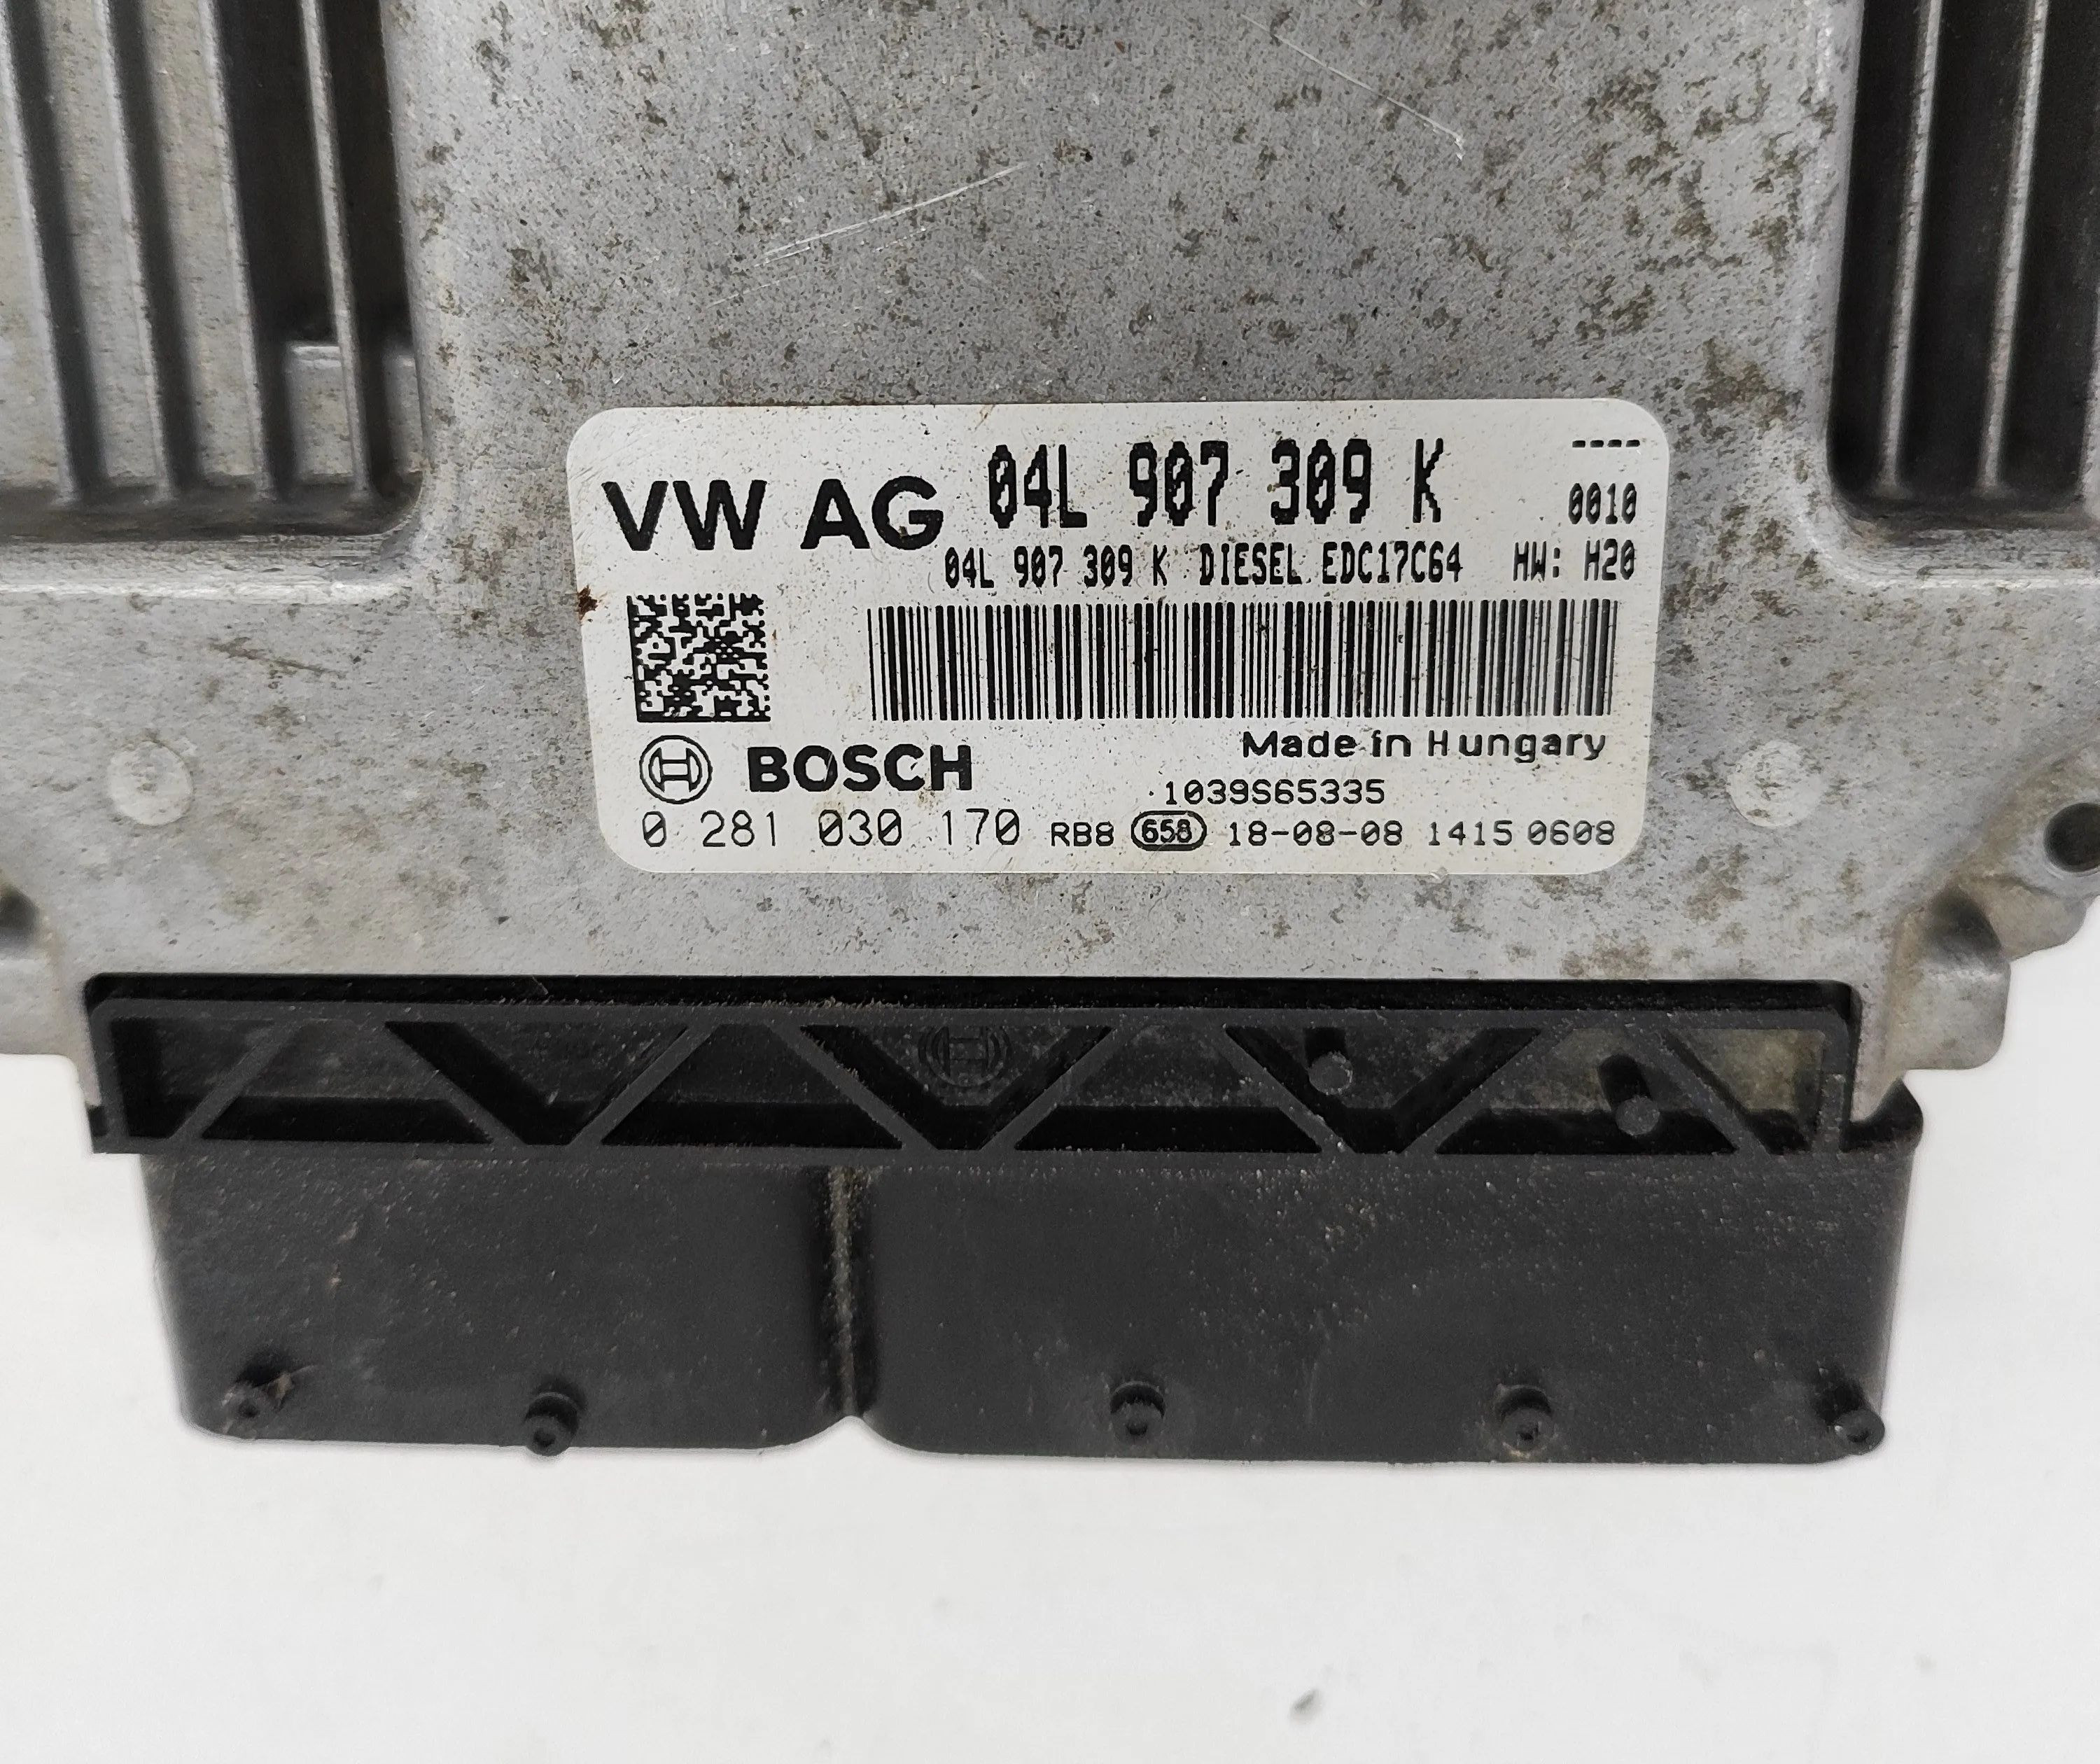 VW AG 04L 907 309 K ----
0010
04L 907 309 K DIESEL EDC17C64 HW: H20
Made in Hungary
BOSCH
1039S65335
0 281 030 170 RB8 658 18-08-08 1415 0608